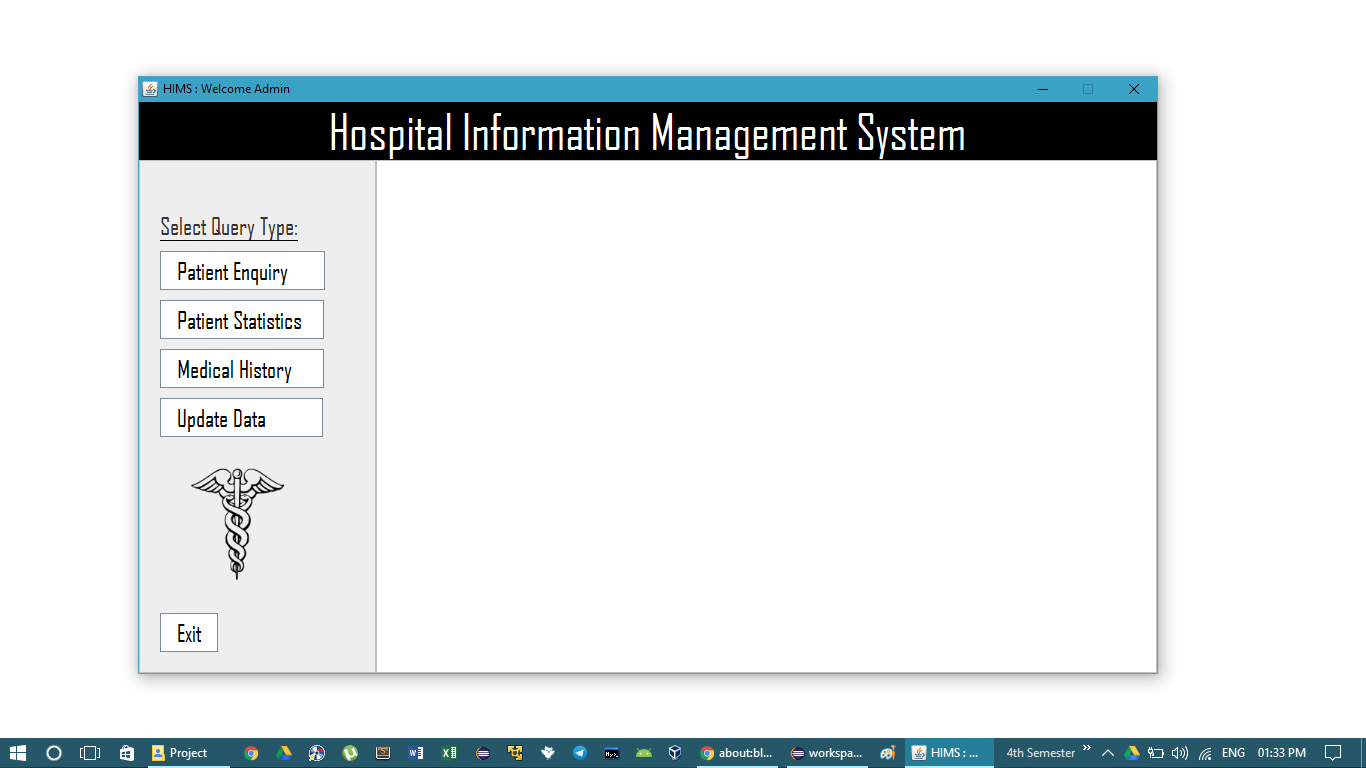 HIMS : Welcome Admin
Hospital Information Management System
Select Query Type:
Patient Enquiry
Patient Statistics
Medical History
Update Data
Exit
Project
about:bl...
workspa...
HIMS : ...
4th Semester
ENG
01:33 PM